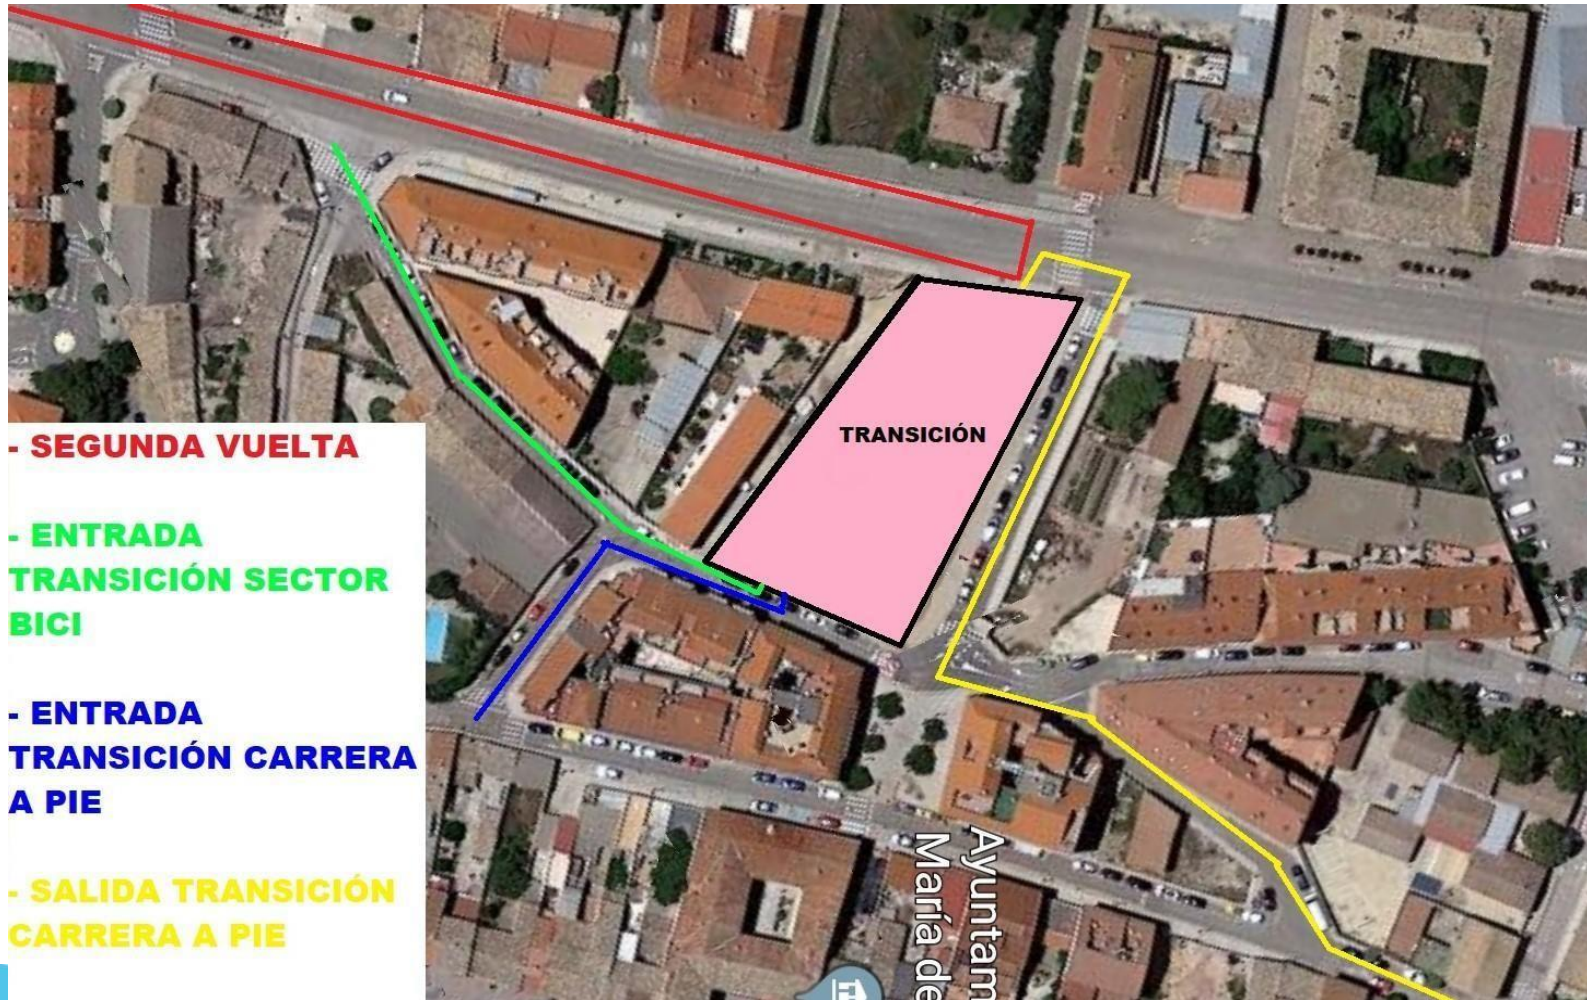 TRANSICIÓN
- SEGUNDA VUELTA
- ENTRADA
TRANSICIÓN SECTOR
BICI
- ENTRADA
TRANSICIÓN CARRERA
A PIE
- SALIDA TRANSICIÓN
CARRERA A PIE
Ayuntam
María de